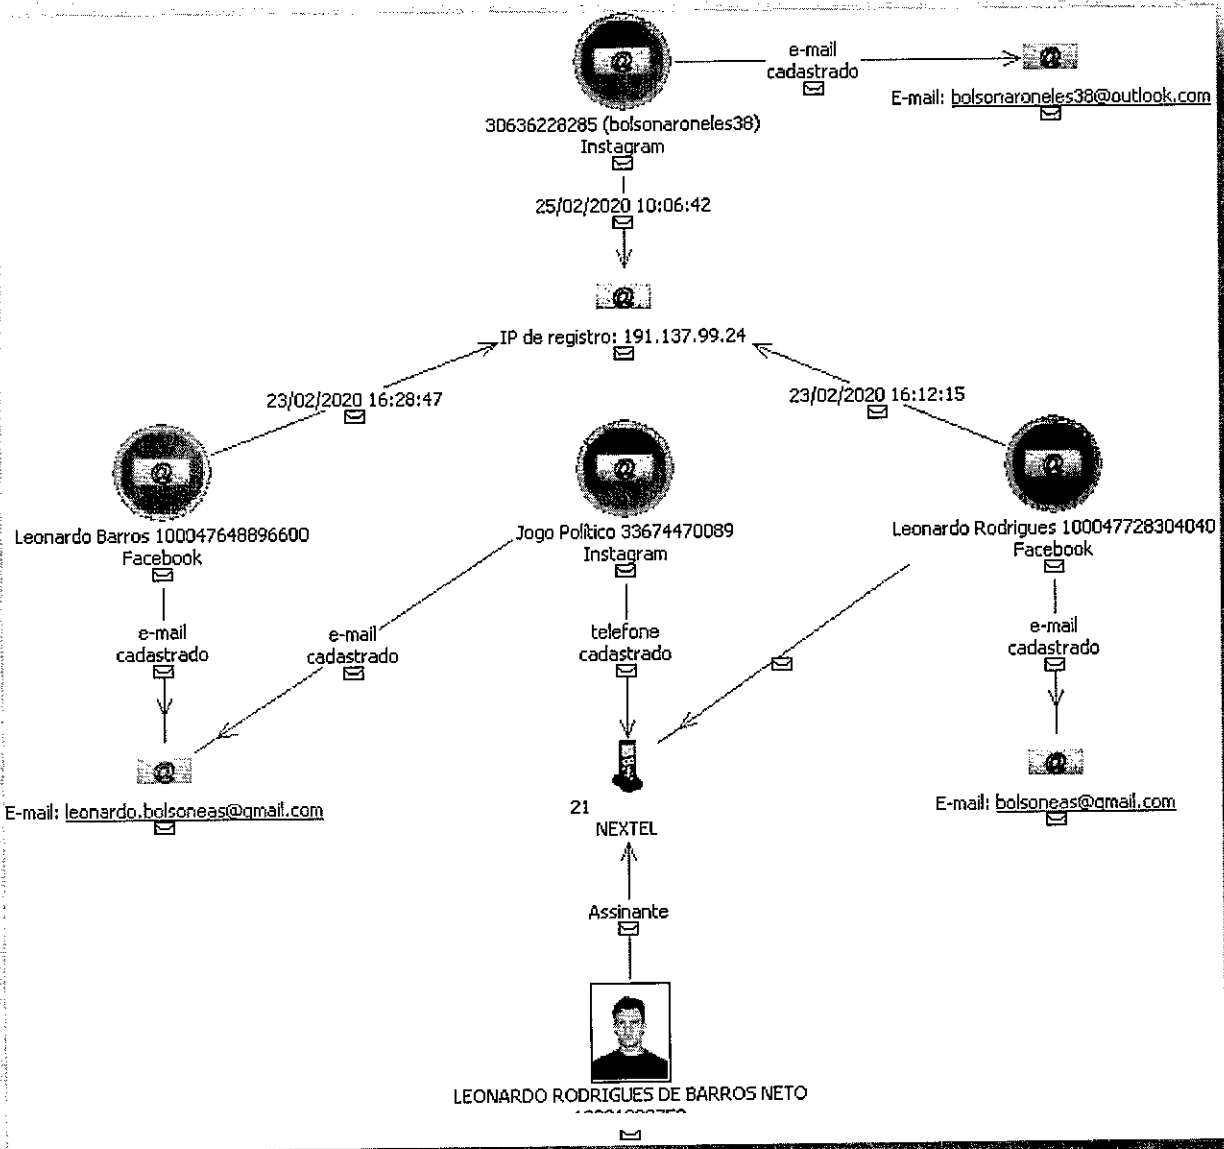 e-mail
cadastrado
E-mail: bolsonaroneles38@outlook.com
30636228285 (bolsonaroneles38)
Instagram
25/02/2020 10:06:42
IP de registro: 191.137.99.24
23/02/2020 16:28:47
23/02/2020 16:12:15
Leonardo Barros 100047648896600
Facebook
Jogo Político 33674470089
Instagram
Leonardo Rodrigues 100047728304040
Facebook
e-mail
cadastrado
e-mail
cadastrado
telefone
cadastrado
e-mail
cadastrado
E-mail: leonardo.bolsoneas@gmail.com
21
NEXTEL
E-mail: bolsoneas@gmail.com
Assinante
LEONARDO RODRIGUES DE BARROS NETO